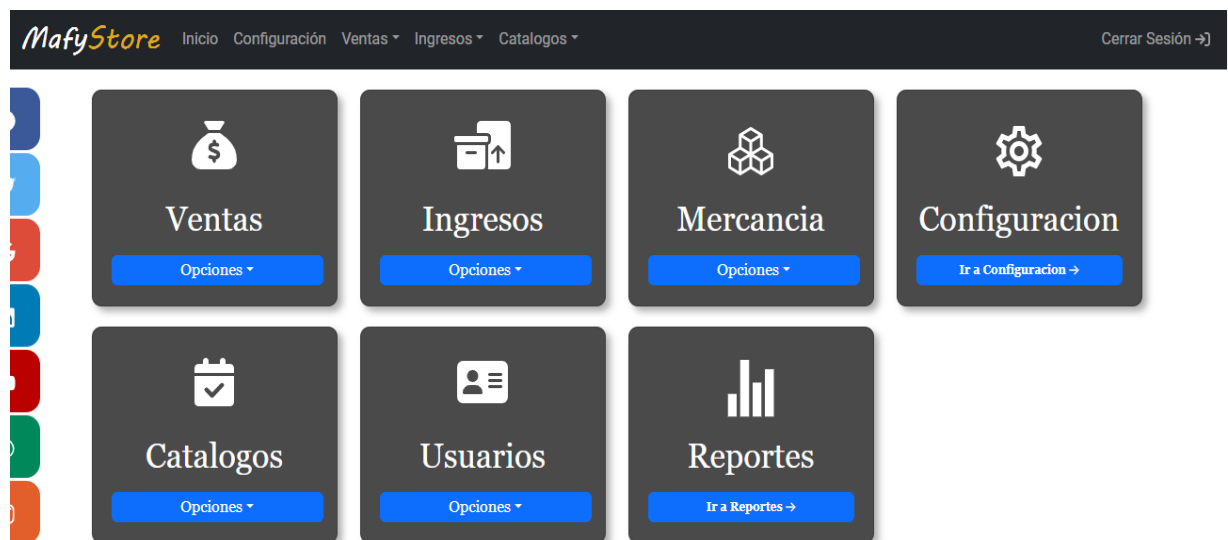 MafyStore Inicio Configuración Ventas Ingresos Catalogos Cerrar Sesión
$
Ventas Ingresos Mercancia Configuracion
Opciones Opciones Opciones Ir a Configuracion →
Catalogos Usuarios Reportes
Opciones Opciones Ir a Reportes →